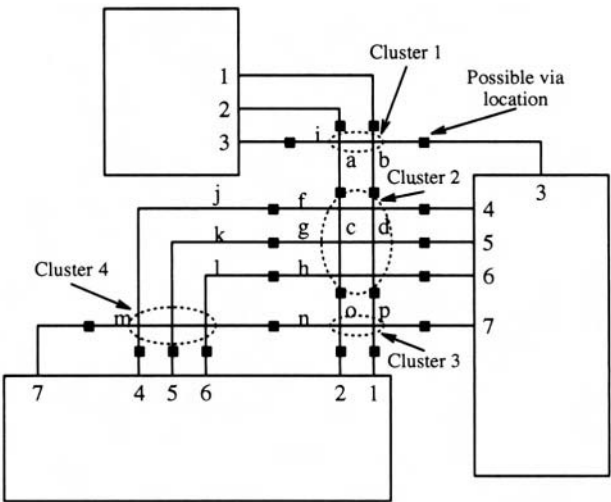 Cluster 1
1
Possible via
location
2
3
i
a
b
Cluster 2
3
j
f
4
k
g
c
d
5
Cluster 4
l
h
6
m
n
o
p
7
Cluster 3
7
4
5
6
2
1